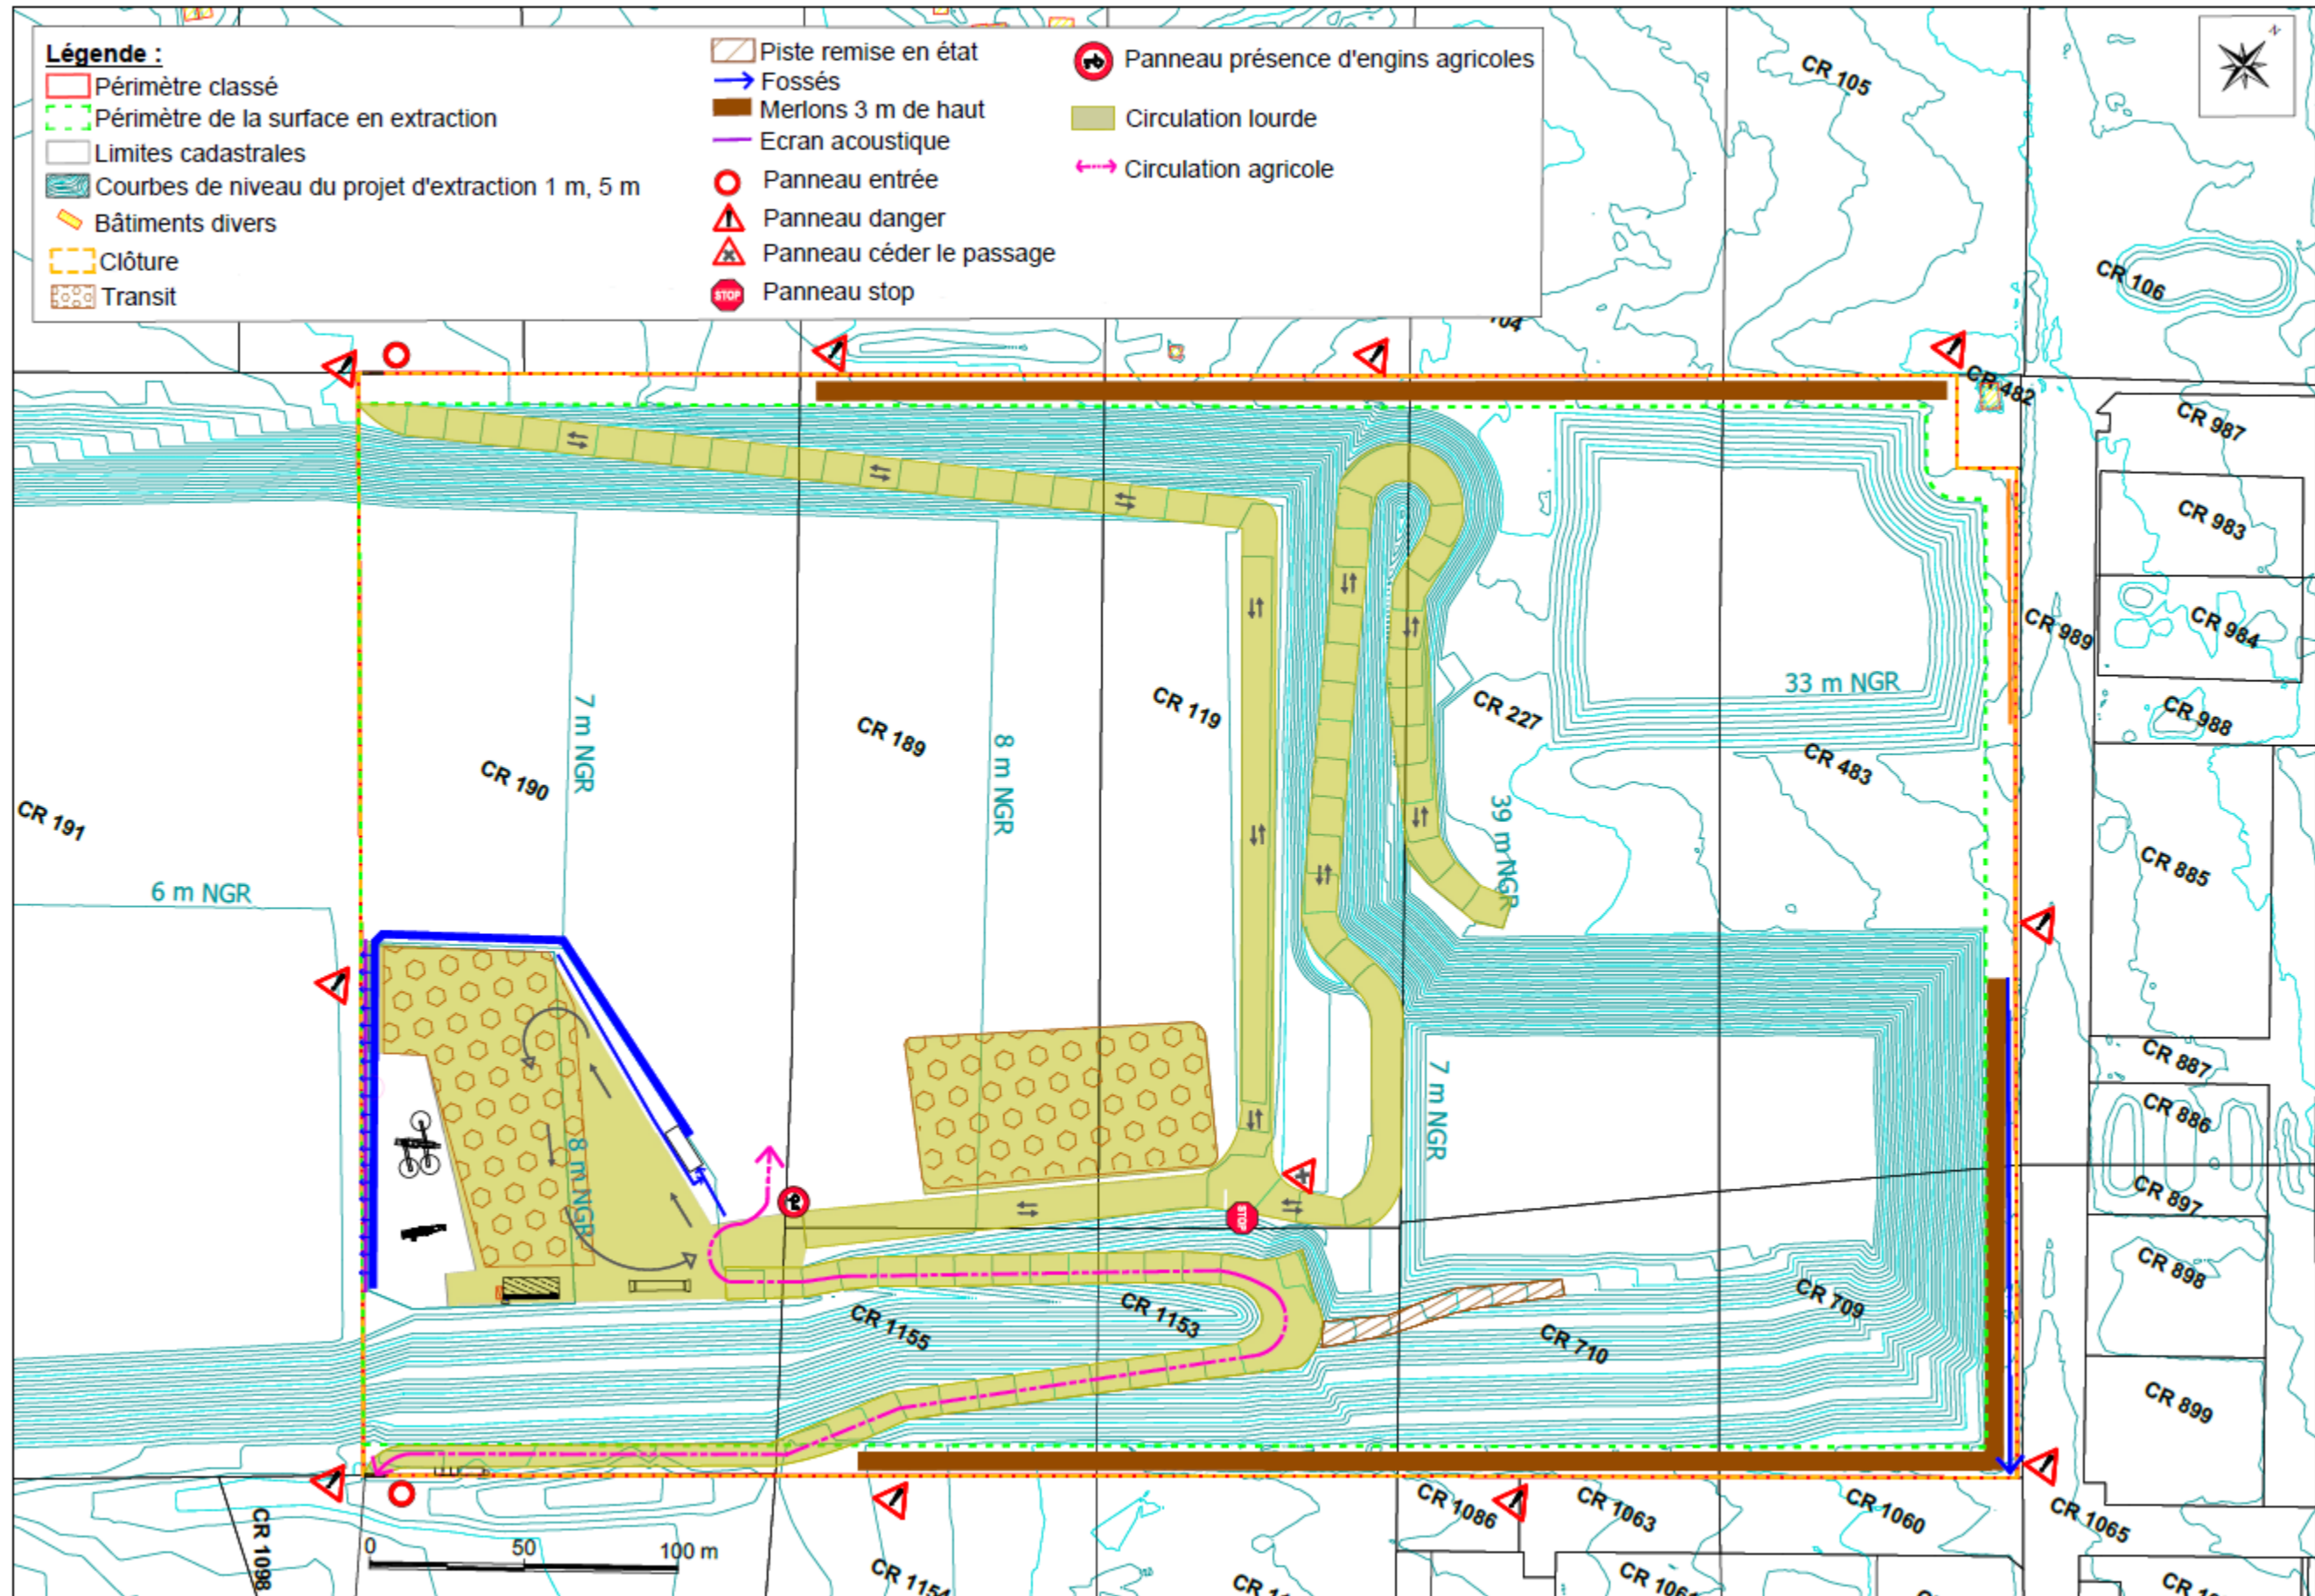 Légende :
Périmètre classé
Périmètre de la surface en extraction
Limites cadastrales
Courbes de niveau du projet d'extraction 1 m, 5 m
Bâtiments divers
Clôture
Transit
Piste remise en état
Fossés
Merlons 3 m de haut
Ecran acoustique
Panneau entrée
Panneau danger
Panneau céder le passage
STOP
Panneau stop
Panneau présence d'engins agricoles
Circulation lourde
Circulation agricole
N
CR 105
CR 106
CR 482
CR 987
CR 983
CR 984
CR 989
CR 988
33 m NGR
CR 227
CR 483
CR 119
CR 189
8 m NGR
7 m NGR
CR 190
CR 191
39 m NGR
6 m NGR
CR 885
CR 887
CR 886
7 m NGR
8 m NGR
STOP
CR 897
CR 898
CR 709
CR 710
CR 1153
CR 1155
CR 899
CR 1086
CR 1063
CR 1060
CR 1065
CR 1098
0 50 100 m
CR 1154